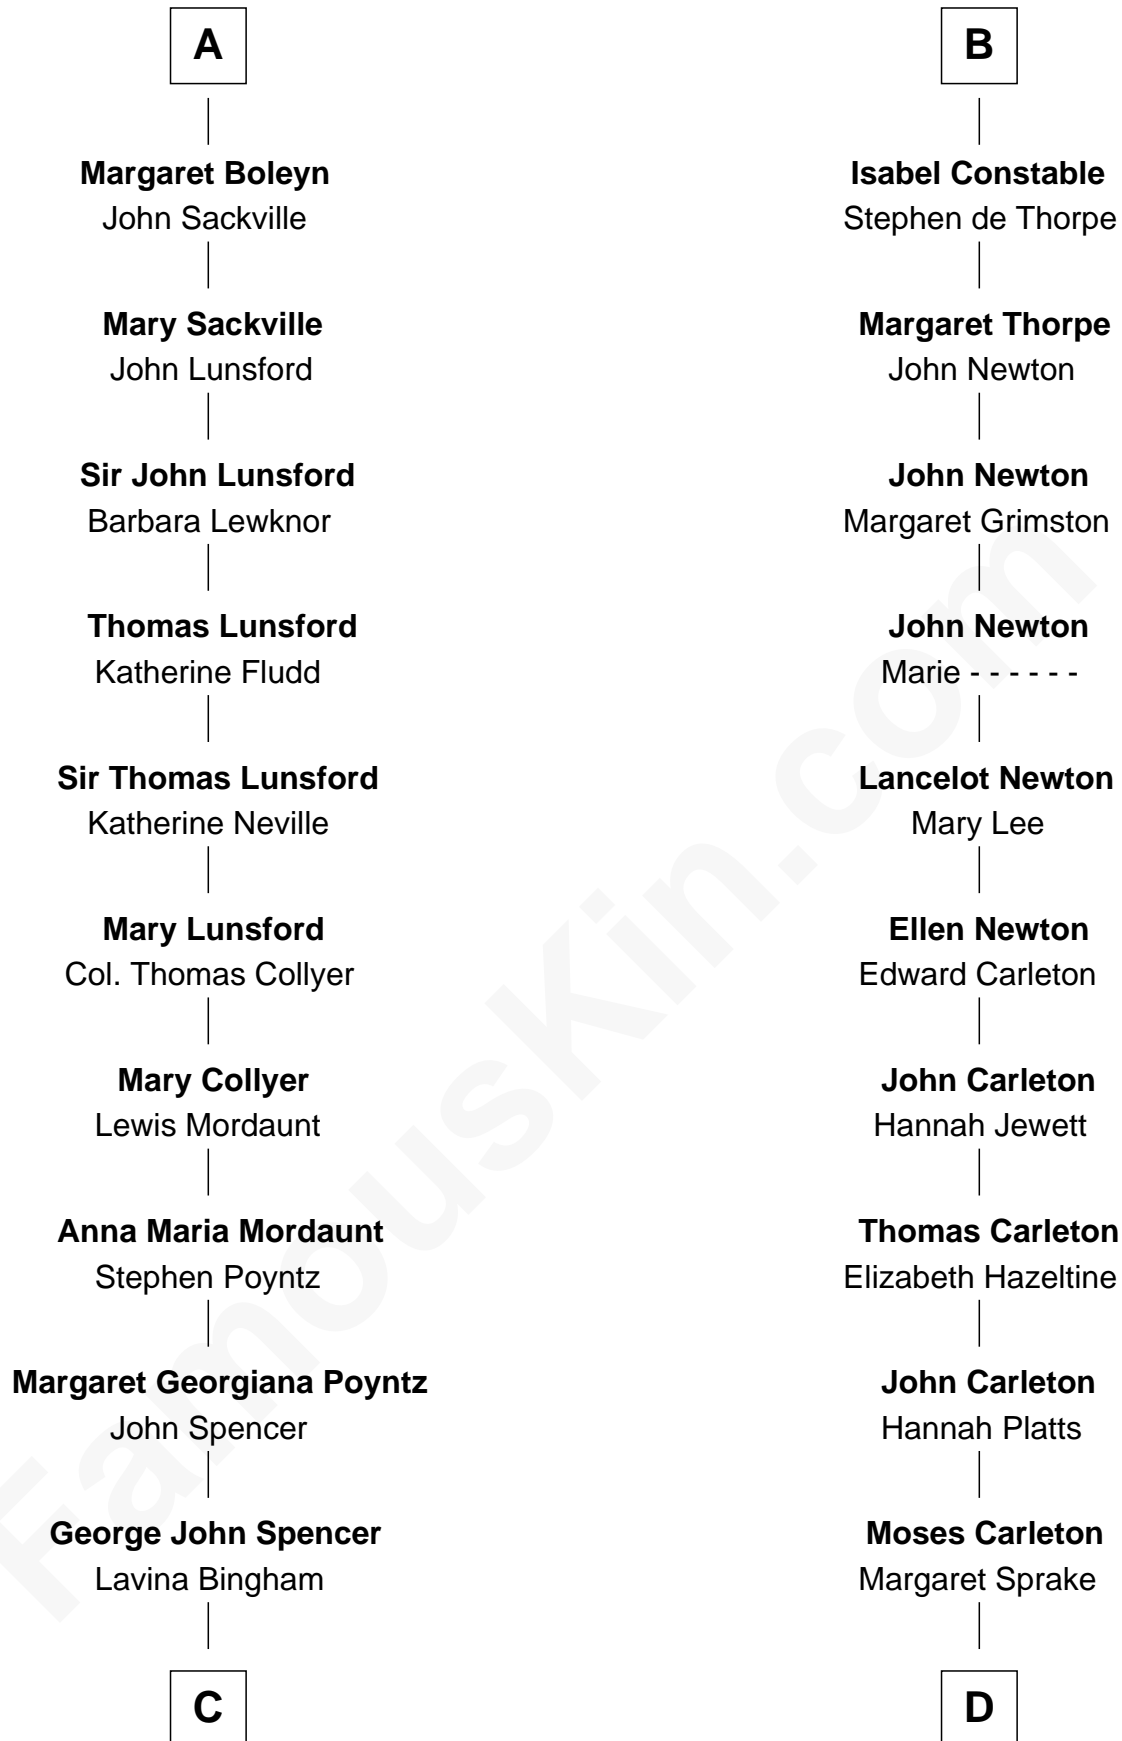 A
Margaret Boleyn
John Sackville
Mary Sackville
John Lunsford
Sir John Lunsford
Barbara Lewknor
Thomas Lunsford
Katherine Fludd
Sir Thomas Lunsford
Katherine Neville
Mary Lunsford
Col. Thomas Collyer
Mary Collyer
Lewis Mordaunt
Anna Maria Mordaunt
Stephen Poyntz
Margaret Georgiana Poyntz
John Spencer
George John Spencer
Lavina Bingham
C
B
Isabel Constable
Stephen de Thorpe
Margaret Thorpe
John Newton
John Newton
Margaret Grimston
John Newton
Marie - - - - - -
Lancelot Newton
Mary Lee
Ellen Newton
Edward Carleton
John Carleton
Hannah Jewett
Thomas Carleton
Elizabeth Hazeltine
John Carleton
Hannah Platts
Moses Carleton
Margaret Sprake
D
FamousKin.com